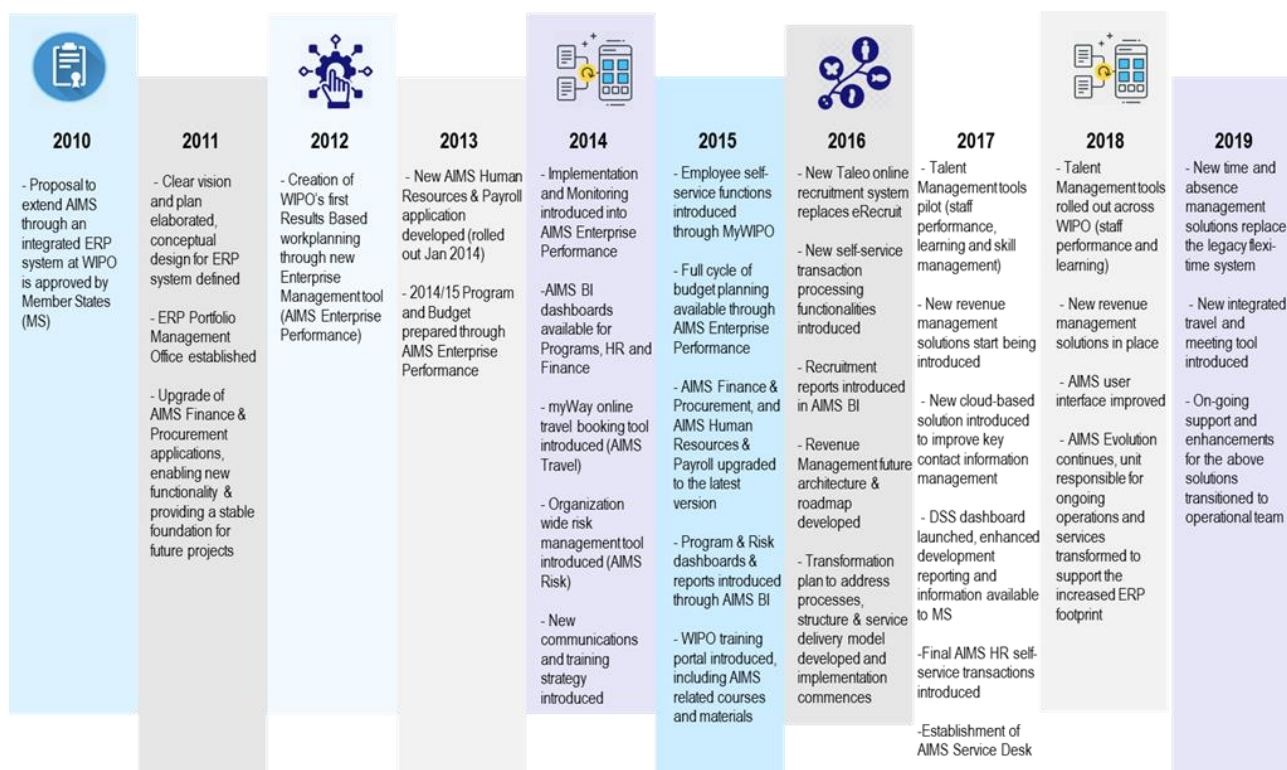 2010
- Proposal to
extend AIMS
through an
integrated ERP
system at WIPO
is approved by
Member States
(MS)
2011
- Clear vision
and plan
elaborated,
conceptual
design for ERP
system defined
- ERP Portfolio
Management
Office established
- Upgrade of
AIMS Finance &
Procurement
applications,
enabling new
functionality &
providing a stable
foundation for
future projects
2012
- Creation of
WIPO's first
Results Based
workplanning
through new
Enterprise
Management tool
(AIMS Enterprise
Performance)
2013
- New AIMS Human
Resources & Payroll
application
developed (rolled
out Jan 2014)
- 2014/15 Program
and Budget
prepared through
AIMS Enterprise
Performance
2014
- Implementation
and Monitoring
introduced into
AIMS Enterprise
Performance
-AIMS BI
dashboards
available for
Programs, HR and
Finance
- myWay online
travel booking tool
introduced (AIMS
Travel)
- Organization
wide risk
management tool
introduced (AIMS
Risk)
- New
communications
and training
strategy
introduced
2015
- Employee self-
service functions
introduced
through MyWIPO
- Full cycle of
budget planning
available through
AIMS Enterprise
Performance
- AIMS Finance &
Procurement, and
AIMS Human
Resources &
Payroll upgraded
to the latest
version
- Program & Risk
dashboards &
reports introduced
through AIMS BI
- WIPO training
portal introduced,
including AIMS
related courses
and materials
2016
- New Taleo online
recruitment system
replaces eRecruit
- New self-service
transaction
processing
functionalities
introduced
- Recruitment
reports introduced
in AIMS BI
- Revenue
Management future
architecture &
roadmap
developed
- Transformation
plan to address
processes,
structure & service
delivery model
developed and
implementation
commences
2017
- Talent
Management tools
pilot (staff
performance,
learning and skill
management)
- New revenue
management
solutions start being
introduced
- New cloud-based
solution introduced
to improve key
contact information
management
- DSS dashboard
launched, enhanced
development
reporting and
information available
to MS
-Final AIMS HR self-
service transactions
introduced
-Establishment of
AIMS Service Desk
2018
- Talent
Management tools
rolled out across
WIPO (staff
performance and
learning)
- New revenue
management
solutions in place
- AIMS user
interface improved
- AIMS Evolution
continues, unit
responsible for
ongoing
operations and
services
transformed to
support the
increased ERP
footprint
2019
- New time and
absence
management
solutions replace
the legacy flexi-
time system
- New integrated
travel and
meeting tool
introduced
- On-going
support and
enhancements
for the above
solutions
transitioned to
operational team